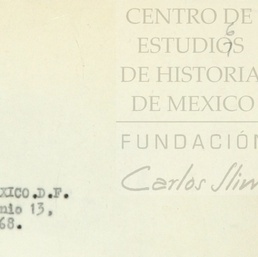 CENTRO DE
ESTUDIOS
DE HISTORIA
DE MEXICO
FUNDACIÓN
Carlos Slim
XICO.D.F.
nio 13,
68.